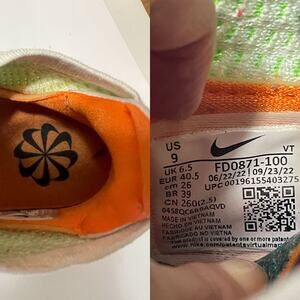 US
9
VT
UK 6.5
EUR 40.5
cm 26
BR 39
CN 260(2.5)
FD0871-100
06/22/22 09/23/22
UPC 00196155403275
MADE IN VIETNAM
HECHO EN VIETNAM
FABRIQUÉ AU VIETNAM